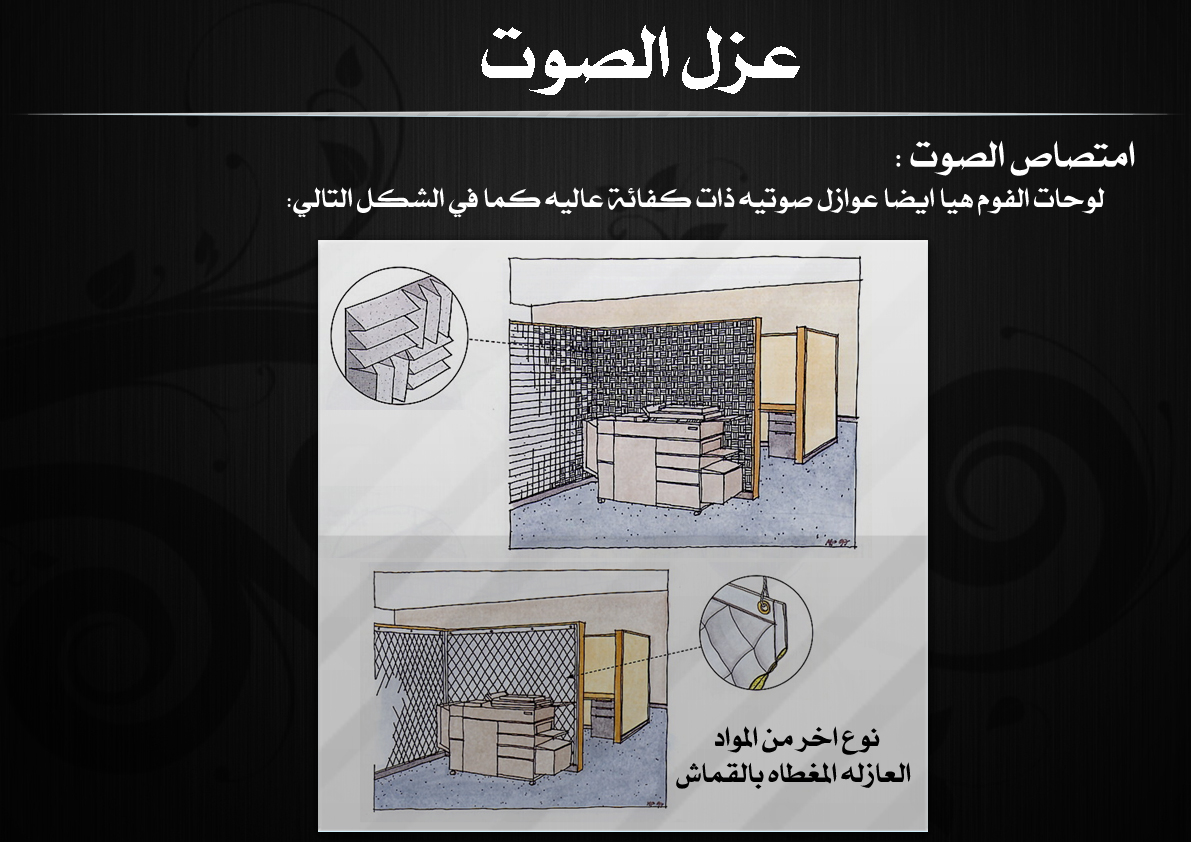 عزل الصوت
امتصاص الصوت :
لوحات الفوم هيا ايضا عوازل صوتيه ذات كفائة عاليه كما في الشكل التالي:
نوع اخر من المواد
العازله المغطاه بالقماش